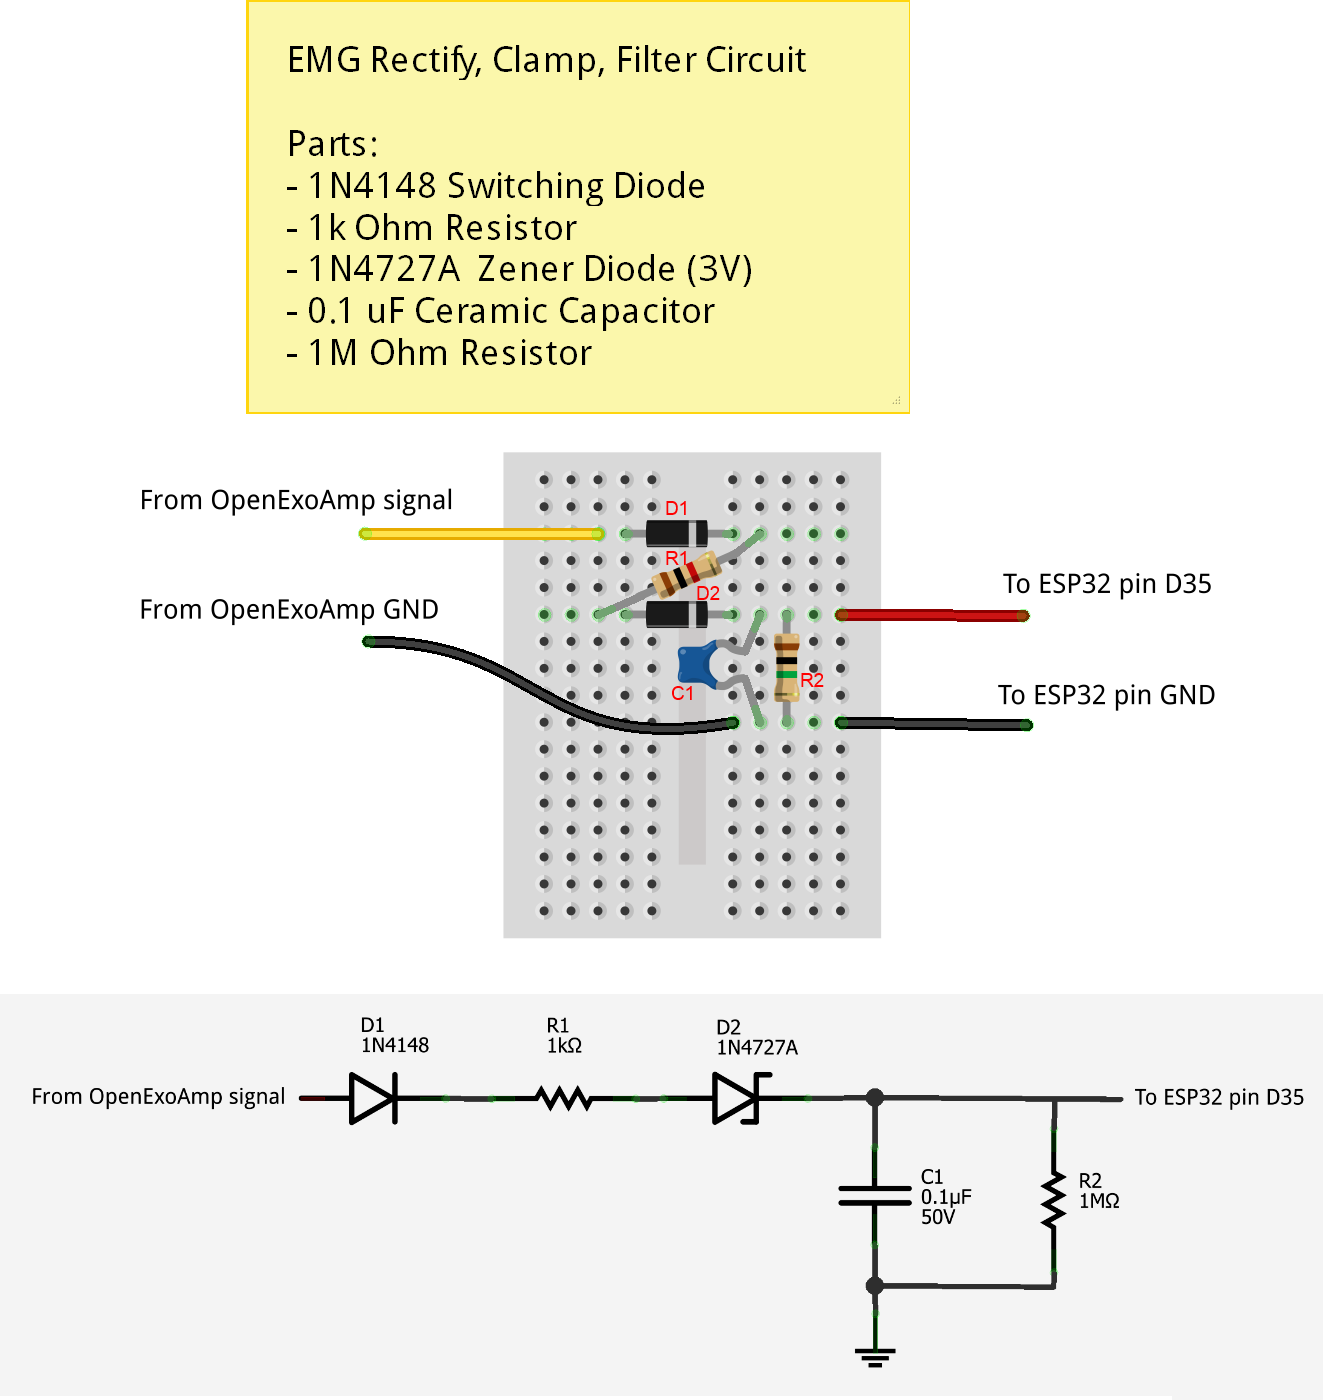 EMG Rectify, Clamp, Filter Circuit
Parts:
- 1N4148 Switching Diode
- 1k Ohm Resistor
- 1N4727A  Zener Diode (3V)
- 0.1 uF Ceramic Capacitor
- 1M Ohm Resistor
From OpenExoAmp signal
D1
R1
To ESP32 pin D35
D2
From OpenExoAmp GND
R2
C1
To ESP32 pin GND
D1
1N4148
R1
1kΩ
D2
1N4727A
From OpenExoAmp signal
To ESP32 pin D35
C1
0.1µF
50V
R2
1MΩ